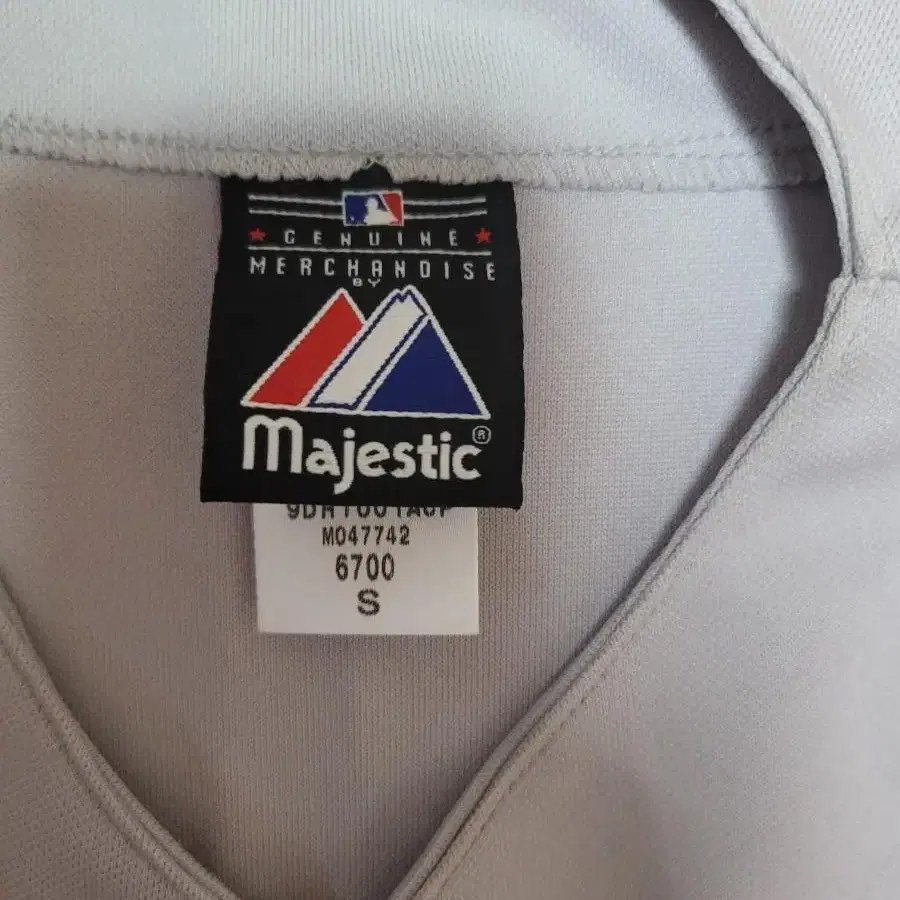 GENUINE
MERCHANDISE
BY
Majestic®
M047742
6700
S